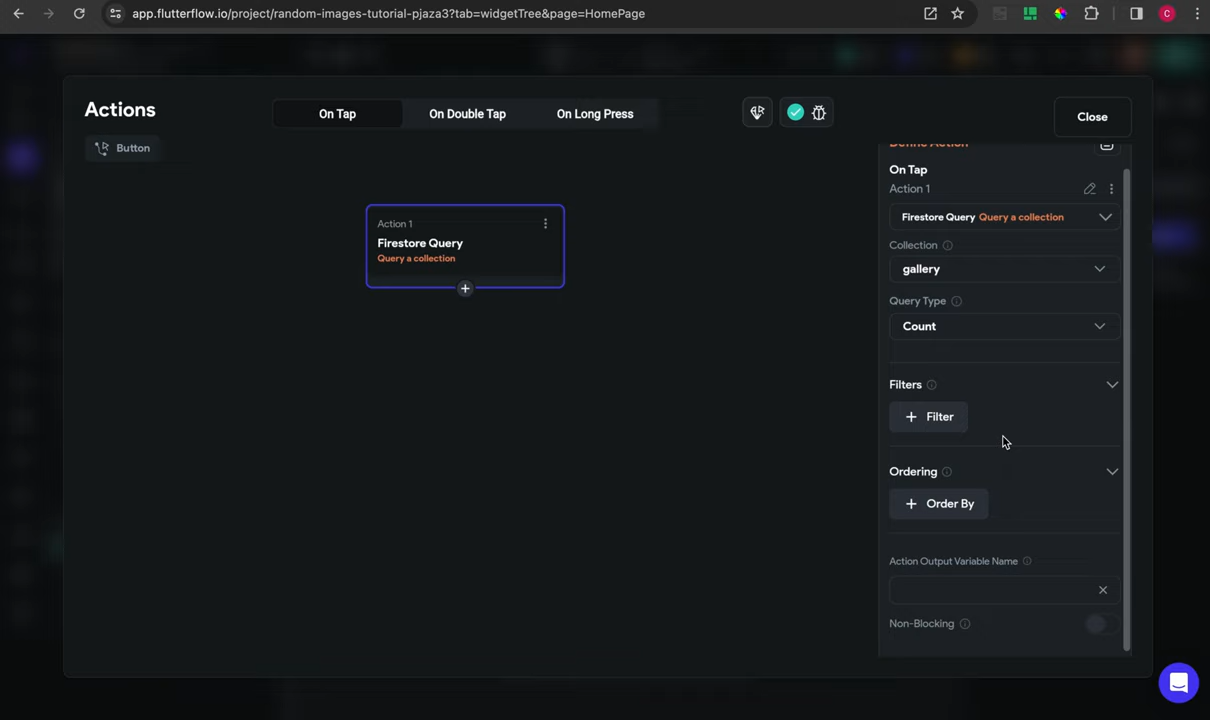 app.flutterflow.io/project/random-images-tutorial-pjaza3?tab=widgetTree&page=HomePage
C
Actions
On Tap
On Double Tap
On Long Press
Close
Button
Define Action
On Tap
Action 1
Firestore Query Query a collection
Collection
gallery
Query Type
Count
Filters
+ Filter
Ordering
+ Order By
Action Output Variable Name
Non-Blocking
Action 1
Firestore Query
Query a collection